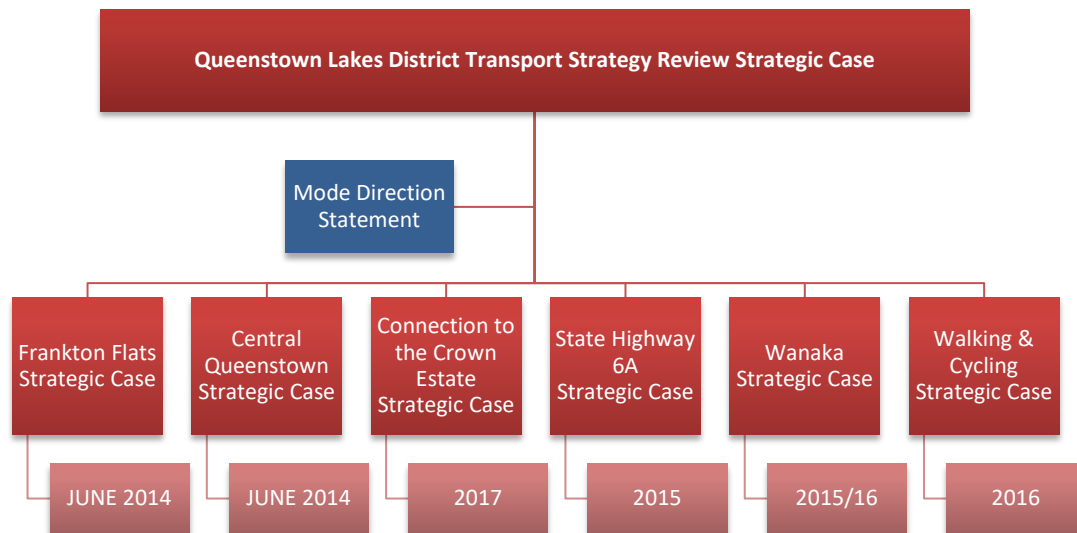 Queenstown Lakes District Transport Strategy Review Strategic Case
Mode Direction
Statement
Frankton Flats
Strategic Case
Central
Queenstown
Strategic Case
Connection to
the Crown
Estate
Strategic Case
State Highway
6A
Strategic Case
Wanaka
Strategic Case
Walking &
Cycling
Strategic Case
JUNE 2014
JUNE 2014
2017
2015
2015/16
2016